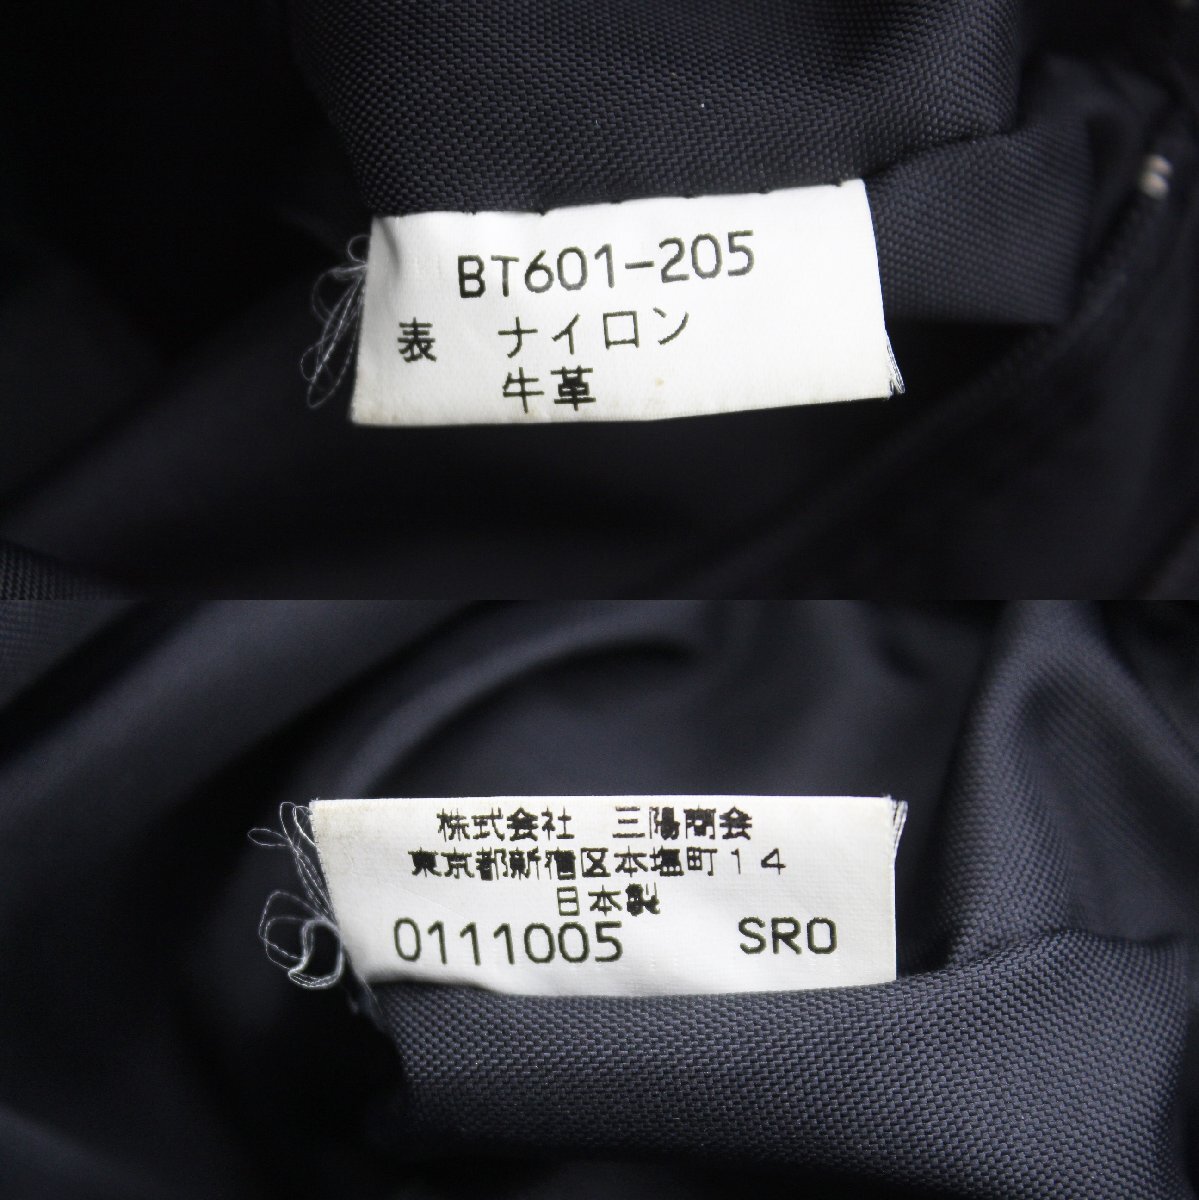 BT601-205
表 ナイロン
牛革
株式会社 三陽商会
東京都新宿区本塩町14
日本製
0111005 SRO